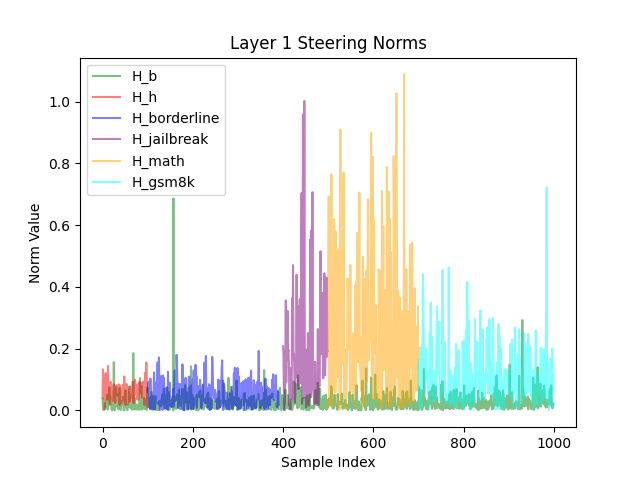 Layer 1 Steering Norms
H_b
H_h
H_borderline
H_jailbreak
H_math
H_gsm8k
1.0
0.8
0.6
0.4
0.2
0.0
Norm Value
0 200 400 600 800 1000
Sample Index